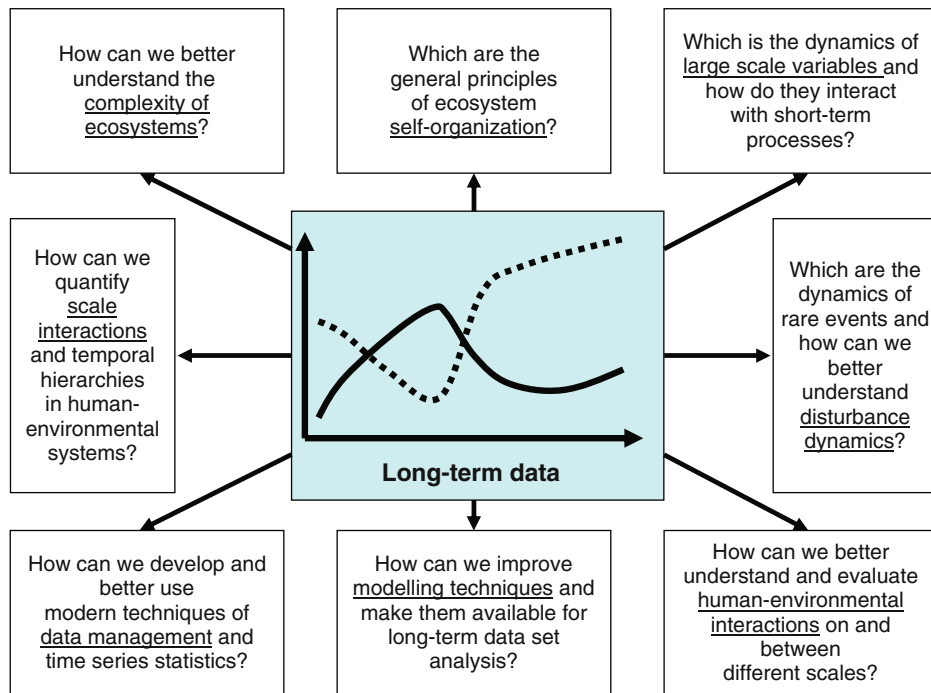 How can we better
understand the
complexity of
ecosystems?
Which are the
general principles
of ecosystem
self-organization?
Which is the dynamics of
large scale variables and
how do they interact
with short-term
processes?
How can we
quantify
scale
interactions
and temporal
hierarchies
in human-
environmental
systems?
Long-term data
Which are the
dynamics of
rare events and
how can we
better
understand
disturbance
dynamics?
How can we develop and
better use
modern techniques of
data management and
time series statistics?
How can we improve
modelling techniques and
make them available for
long-term data set
analysis?
How can we better
understand and evaluate
human-environmental
interactions on and
between
different scales?